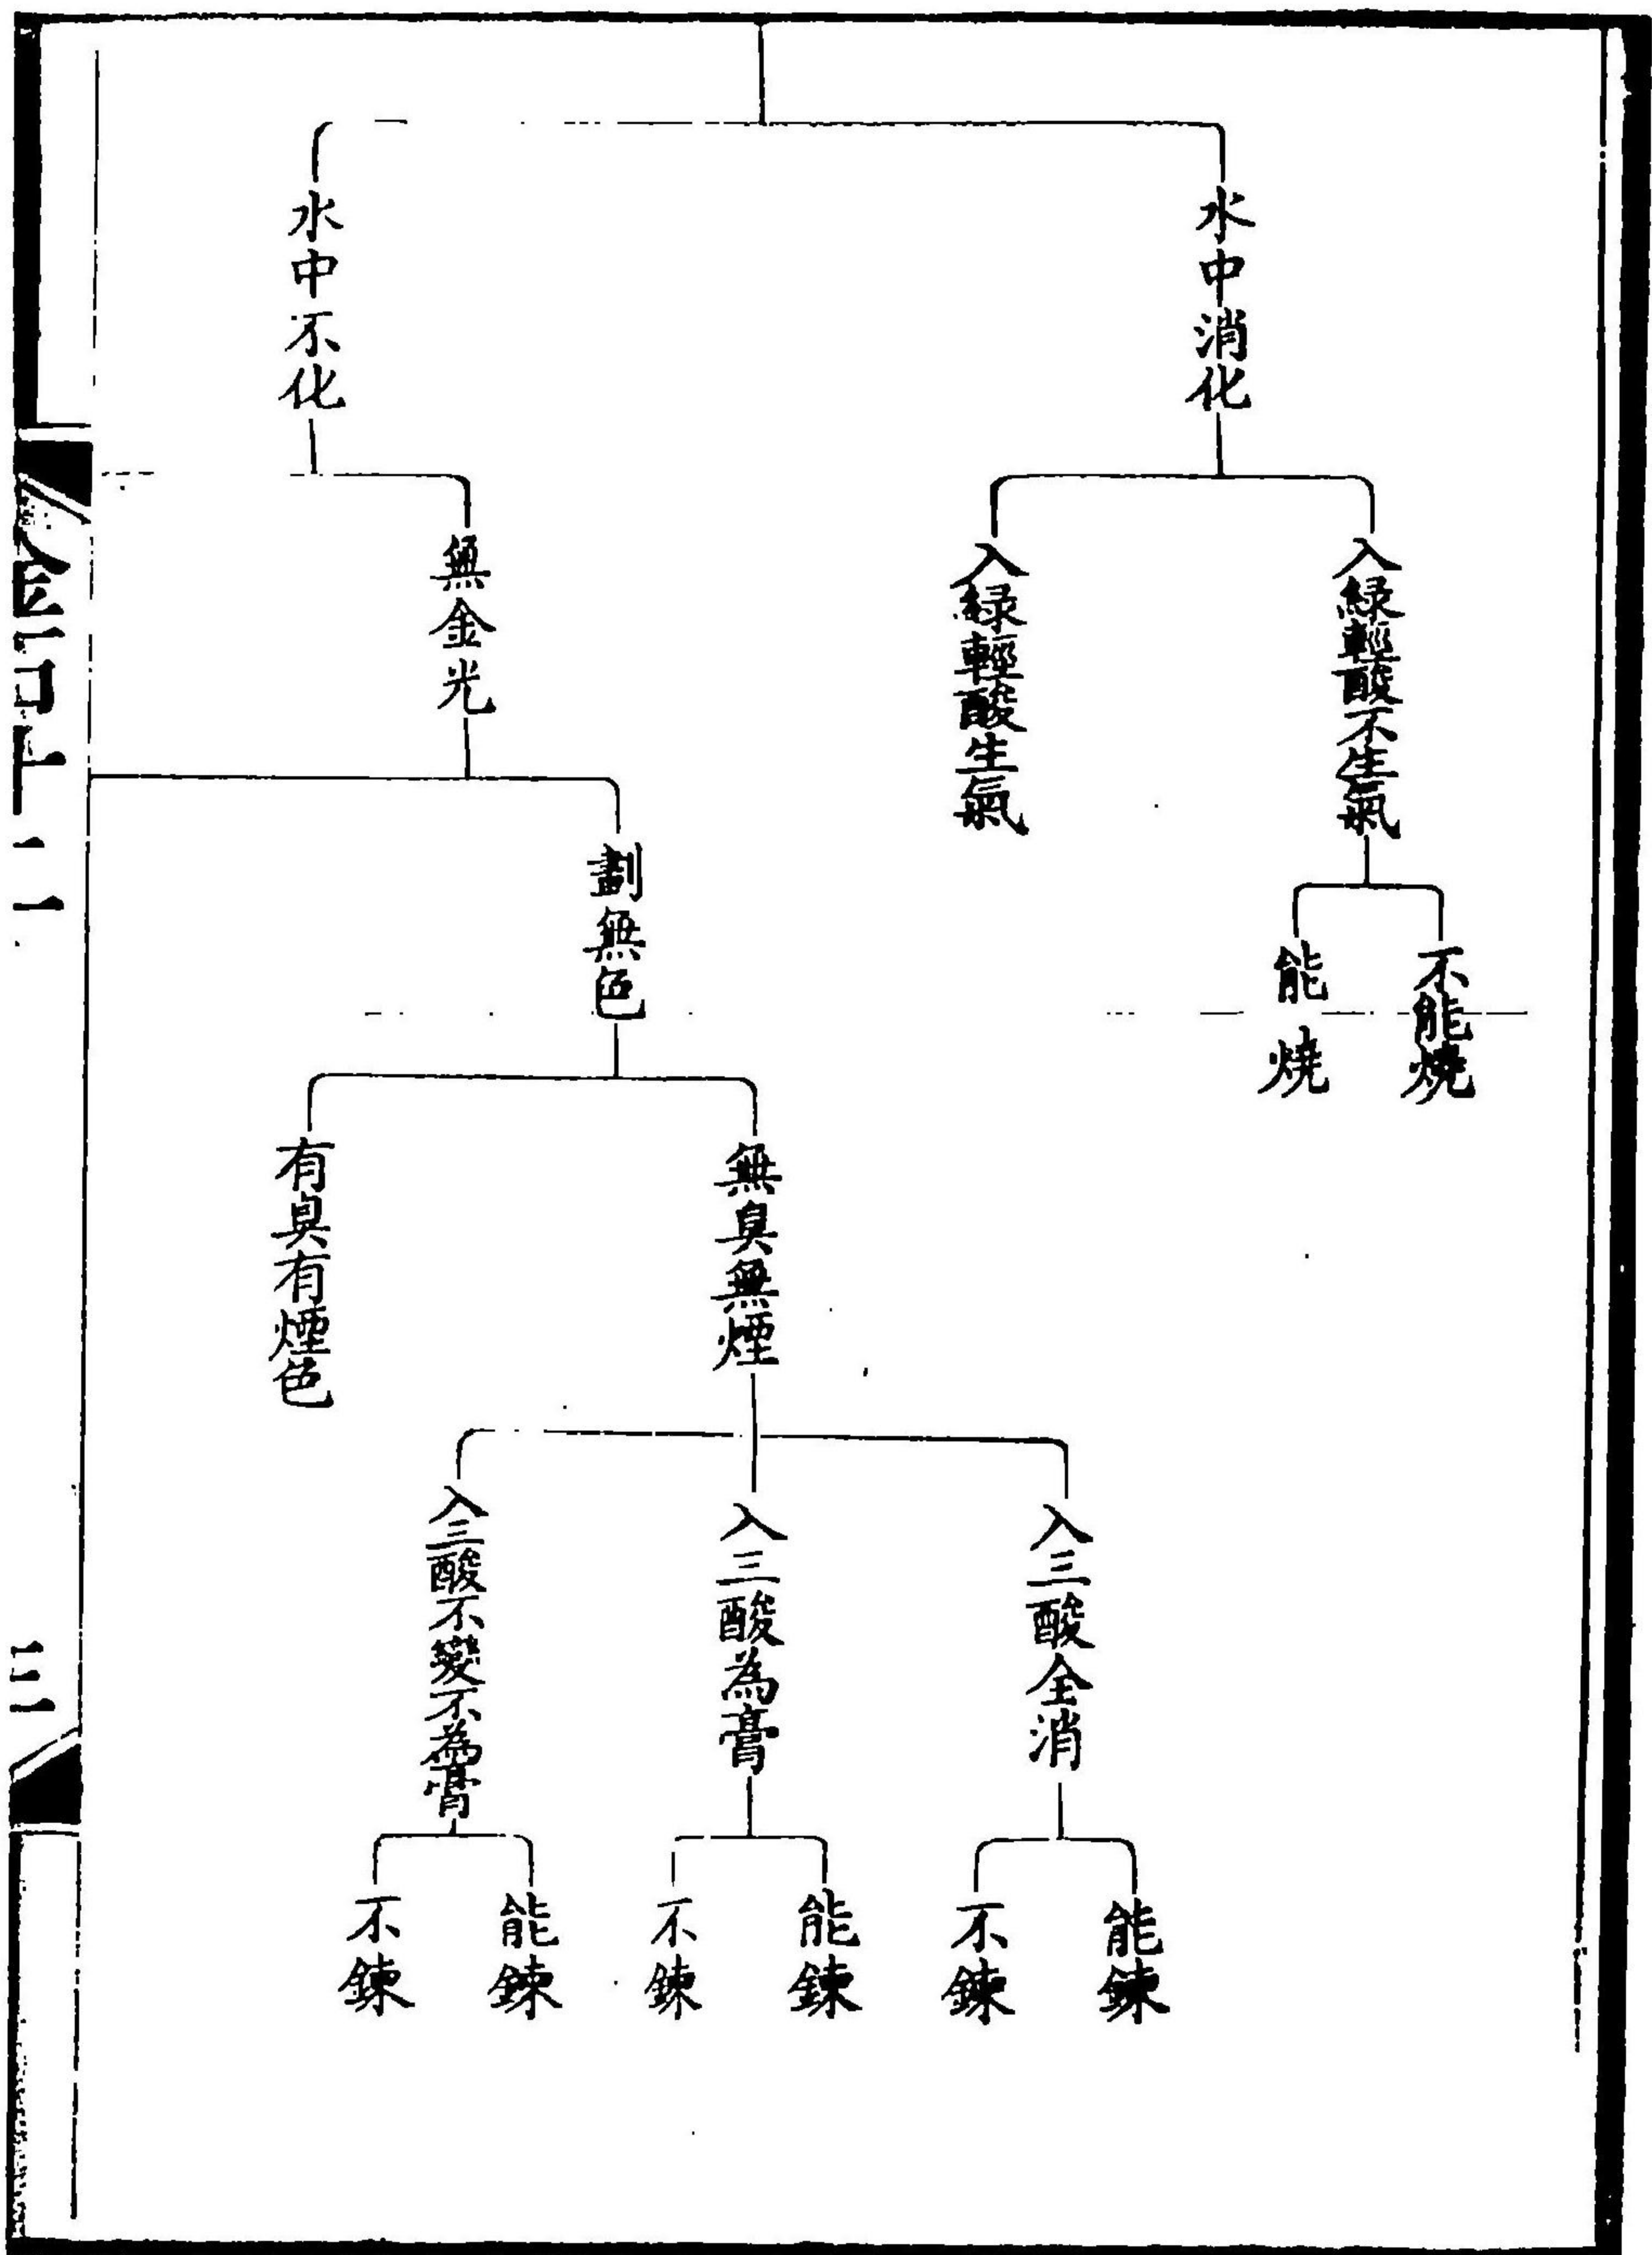 水中消化
入綠輕酸不生氣
不能燒
能燒
入綠輕酸生氣
水中不化
無金光
劃無色
無臭無煙
入三酸全消
能鍊
不鍊
入三酸為膏
能鍊
不鍊
入三酸不變不為膏
能鍊
不鍊
有臭有煙色
三